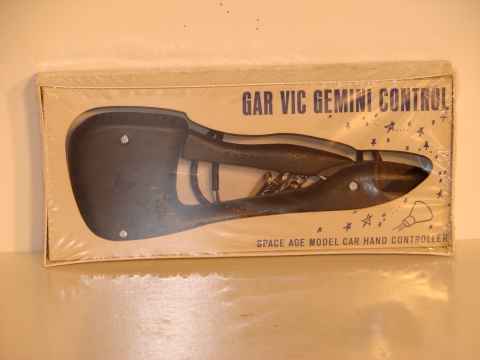 GAR VIC GEMINI CONTROL
SPACE AGE MODEL CAR HAND CONTROLLER